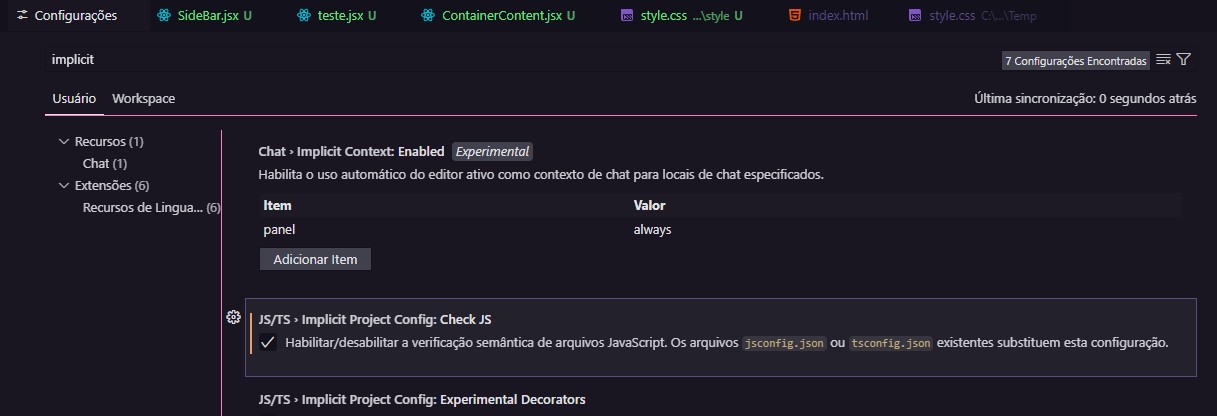 Configurações
SideBar.jsx U
teste.jsx U
ContainerContent.jsx U
style.css ...\style U
index.html
style.css C:\...\Temp
implicit
7 Configurações Encontradas
Usuário Workspace
Última sincronização: 0 segundos atrás
Recursos (1)
Chat (1)
Extensões (6)
Recursos de Lingua... (6)
Chat › Implicit Context: Enabled Experimental
Habilita o uso automático do editor ativo como contexto de chat para locais de chat especificados.
Item Valor
panel always
Adicionar Item
JS/TS › Implicit Project Config: Check JS
Habilitar/desabilitar a verificação semântica de arquivos JavaScript. Os arquivos jsconfig.json ou tsconfig.json existentes substituem esta configuração.
JS/TS › Implicit Project Config: Experimental Decorators